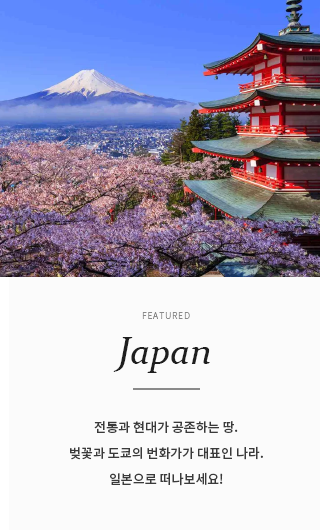 FEATURED
Japan
전통과 현대가 공존하는 땅.
벚꽃과 도쿄의 번화가가 대표인 나라.
일본으로 떠나보세요!